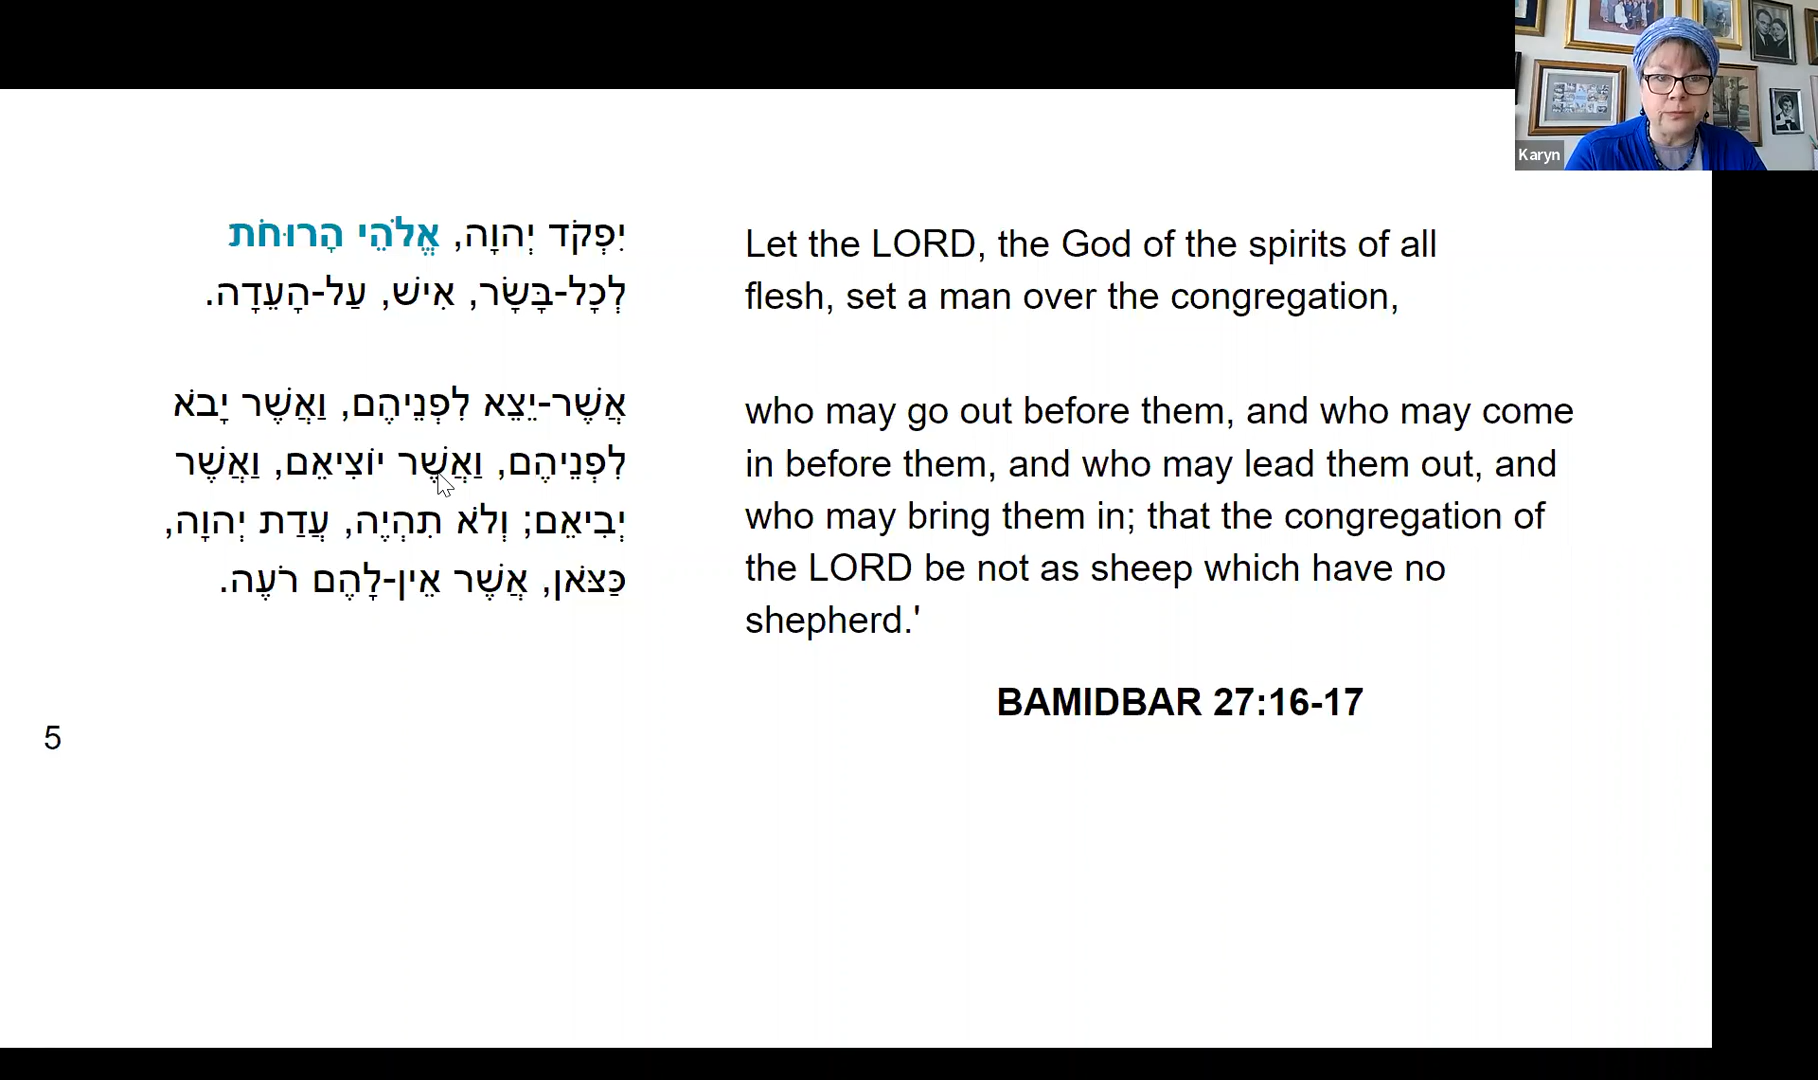 Karyn
יִפְקֹד יְהוָה, אֱלֹהֵי הָרוּחֹת
לְכָל-בָּשָׂר, אִישׁ, עַל-הָעֵדָה.
אֲשֶׁר-יֵצֵא לִפְנֵיהֶם, וַאֲשֶׁר יָבֹא
לִפְנֵיהֶם, וַאֲשֶׁר יוֹצִיאֵם, וַאֲשֶׁר
יְבִיאֵם; וְלֹא תִהְיֶה, עֲדַת יְהוָה,
כַּצֹּאן, אֲשֶׁר אֵין-לָהֶם רֹעֶה.
Let the LORD, the God of the spirits of all
flesh, set a man over the congregation,
who may go out before them, and who may come
in before them, and who may lead them out, and
who may bring them in; that the congregation of
the LORD be not as sheep which have no
shepherd.'
BAMIDBAR 27:16-17
5